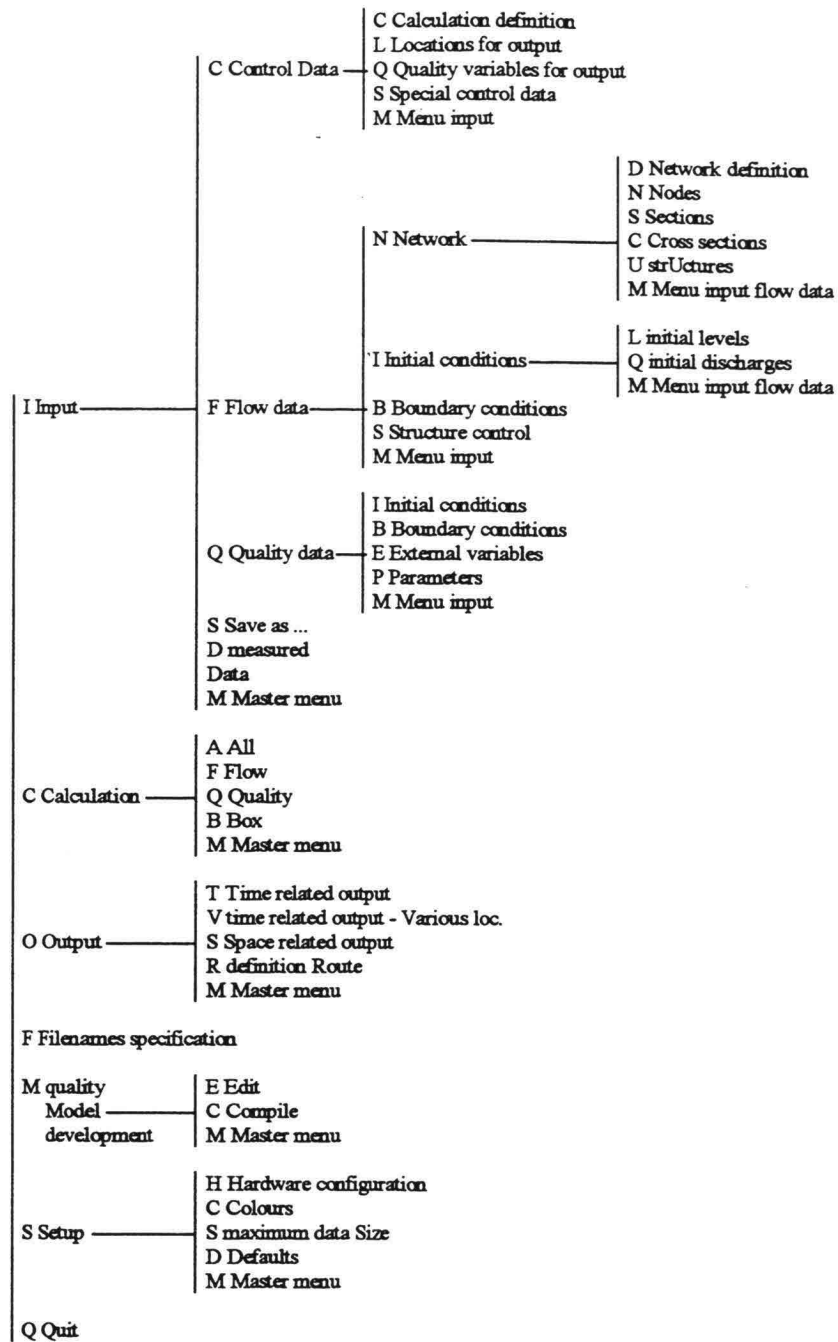 C Calculation definition
L Locations for output
C Control Data
Q Quality variables for output
S Special control data
M Menu input
D Network definition
N Nodes
S Sections
N Network
C Cross sections
U strUctures
M Menu input flow data
L initial levels
I Initial conditions
Q initial discharges
M Menu input flow data
I Input
F Flow data
B Boundary conditions
S Structure control
M Menu input
I Initial conditions
B Boundary conditions
Q Quality data
E External variables
P Parameters
M Menu input
S Save as ...
D measured
Data
M Master menu
A All
F Flow
C Calculation
Q Quality
B Box
M Master menu
T Time related output
V time related output - Various loc.
O Output
S Space related output
R definition Route
M Master menu
F Filenames specification
M quality
Model
development
E Edit
C Compile
M Master menu
H Hardware configuration
C Colours
S Setup
S maximum data Size
D Defaults
M Master menu
Q Quit